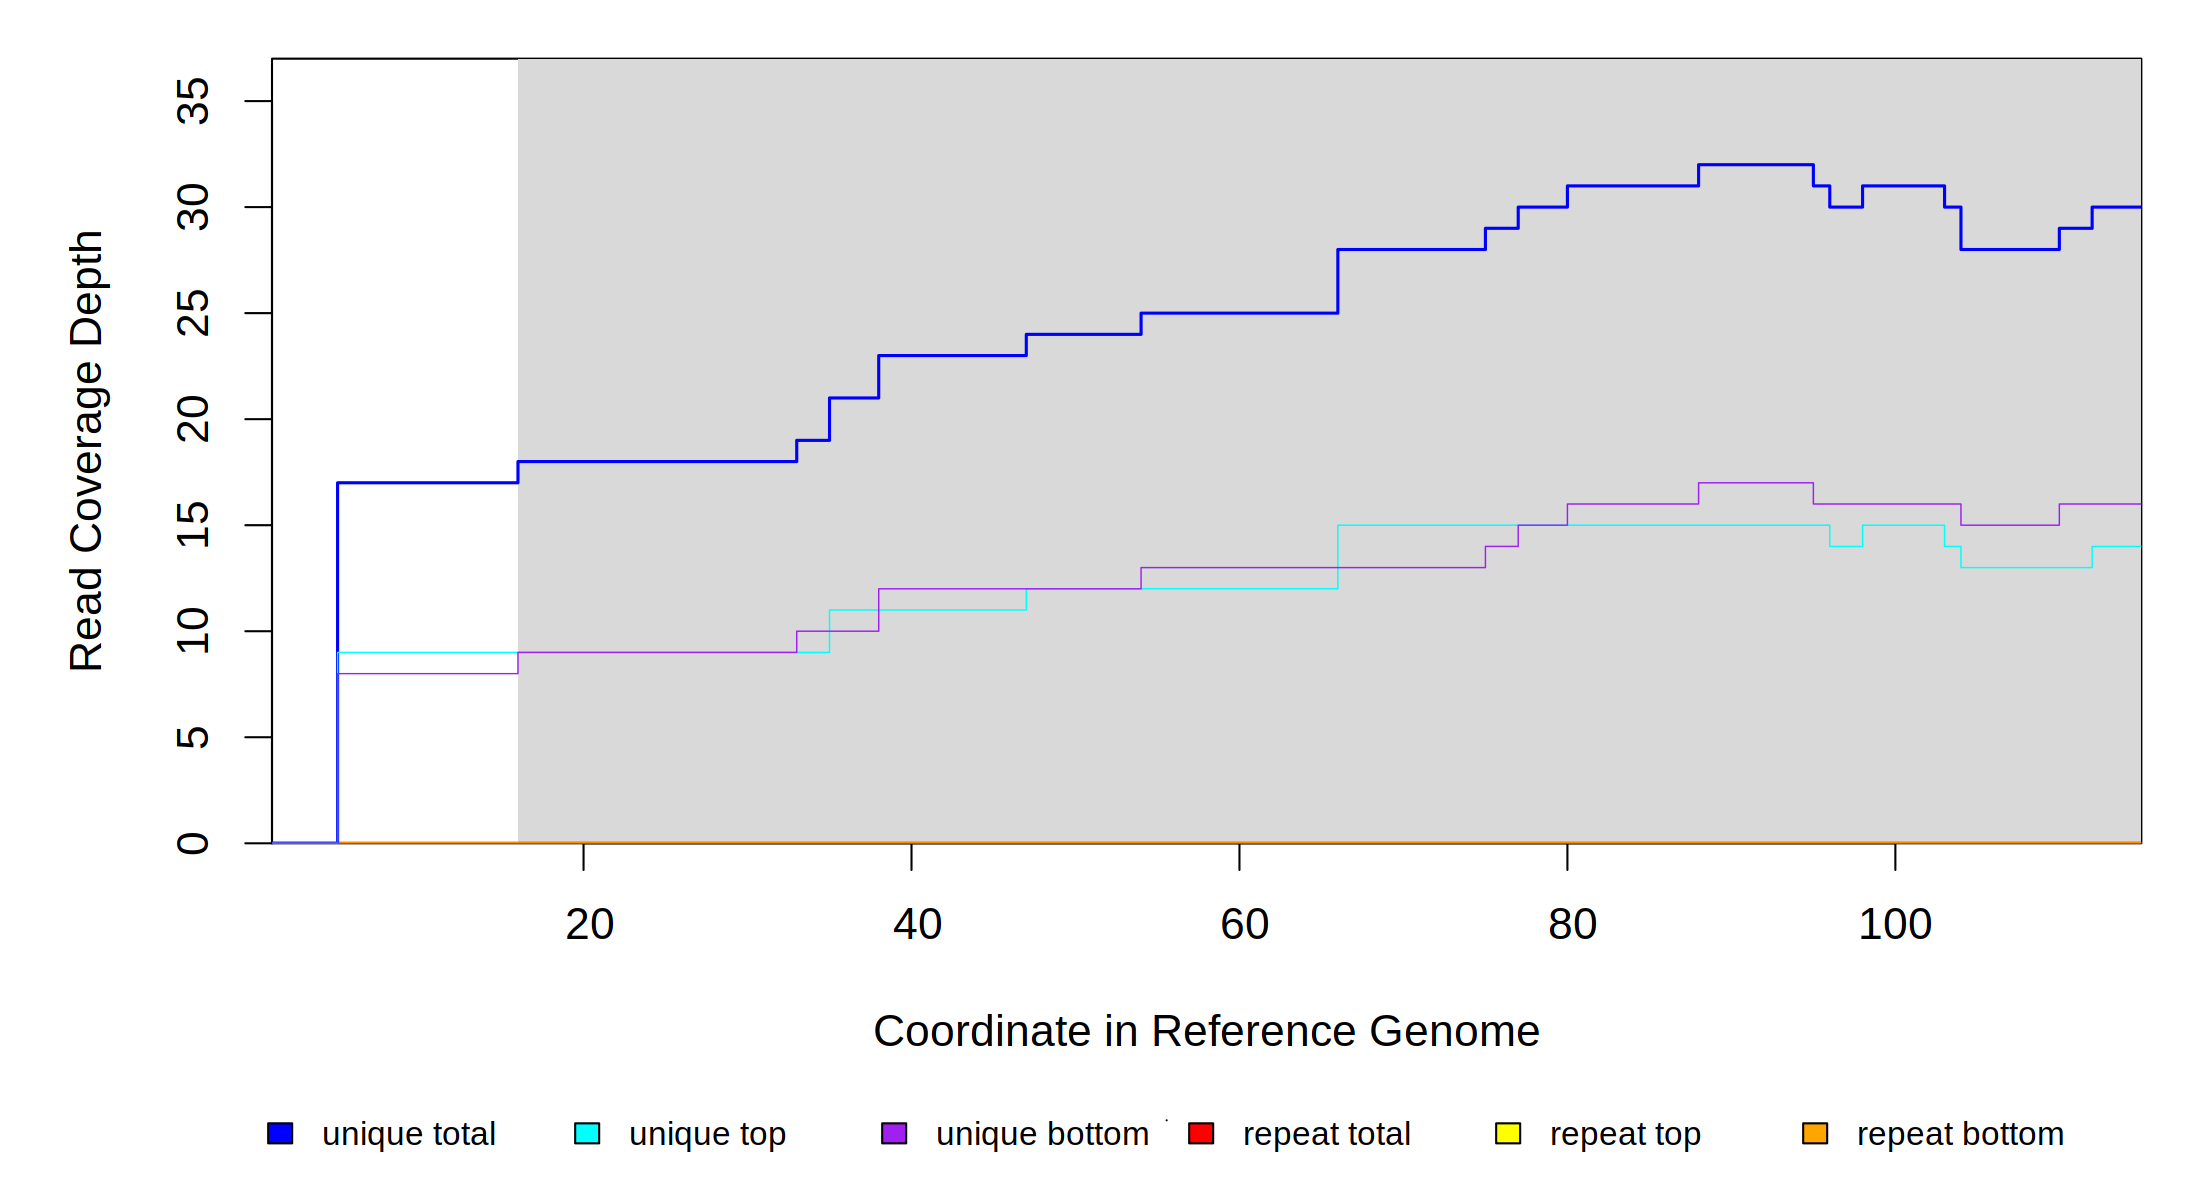 Read Coverage Depth
35
30
25
20
15
10
5
0
20 40 60 80 100
Coordinate in Reference Genome
unique total unique top unique bottom repeat total repeat top repeat bottom